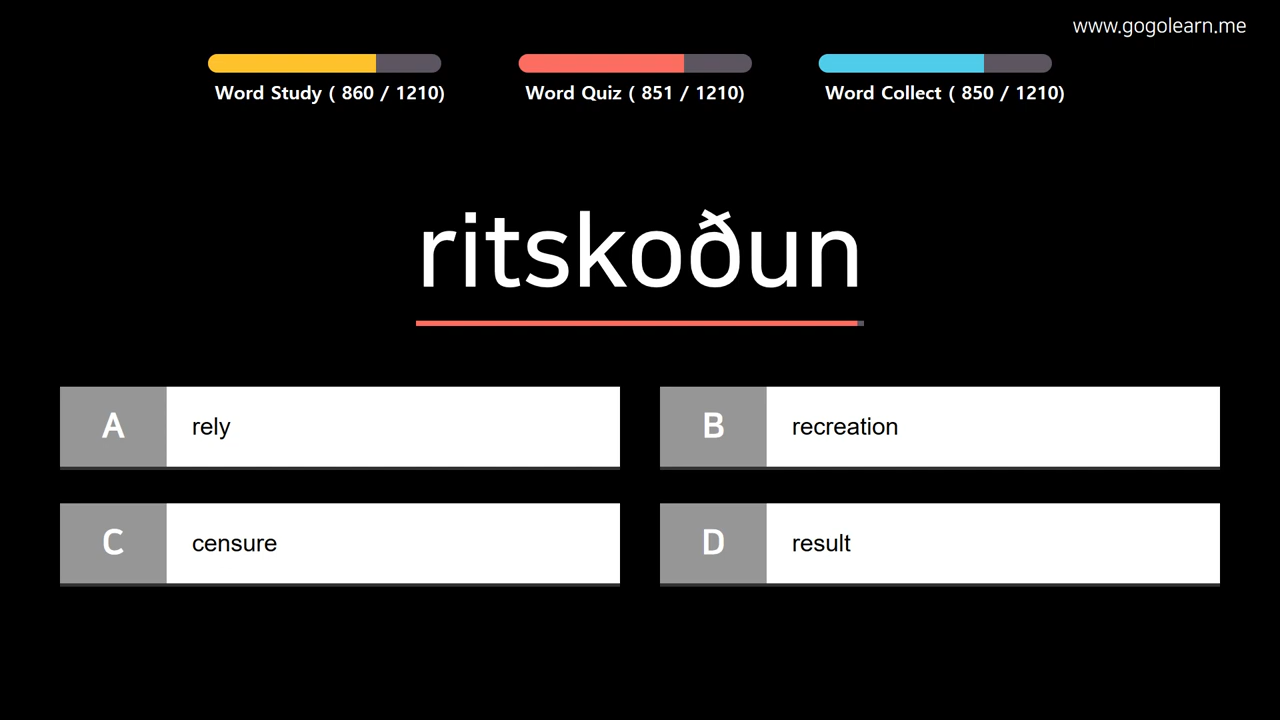 www.gogolearn.me
Word Study ( 860 / 1210)
Word Quiz ( 851 / 1210)
Word Collect ( 850 / 1210)
ritskoðun
A rely
B recreation
C censure
D result